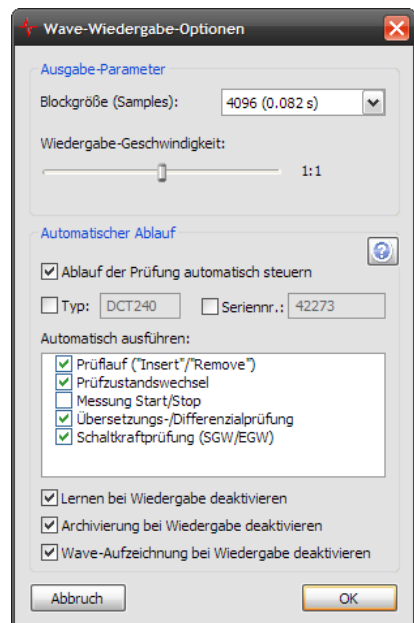 Wave-Wiedergabe-Optionen
Ausgabe-Parameter
Blockgröße (Samples): 4096 (0.082 s)
Wiedergabe-Geschwindigkeit:
1:1
Automatischer Ablauf
Ablauf der Prüfung automatisch steuern
Typ: DCT240 Seriennr.: 42273
Automatisch ausführen:
Prüflauf ("Insert"/"Remove")
Prüfzustandswechsel
Messung Start/Stop
Übersetzungs-/Differenzialprüfung
Schaltkraftprüfung (SGW/EGW)
Lernen bei Wiedergabe deaktivieren
Archivierung bei Wiedergabe deaktivieren
Wave-Aufzeichnung bei Wiedergabe deaktivieren
Abbruch OK